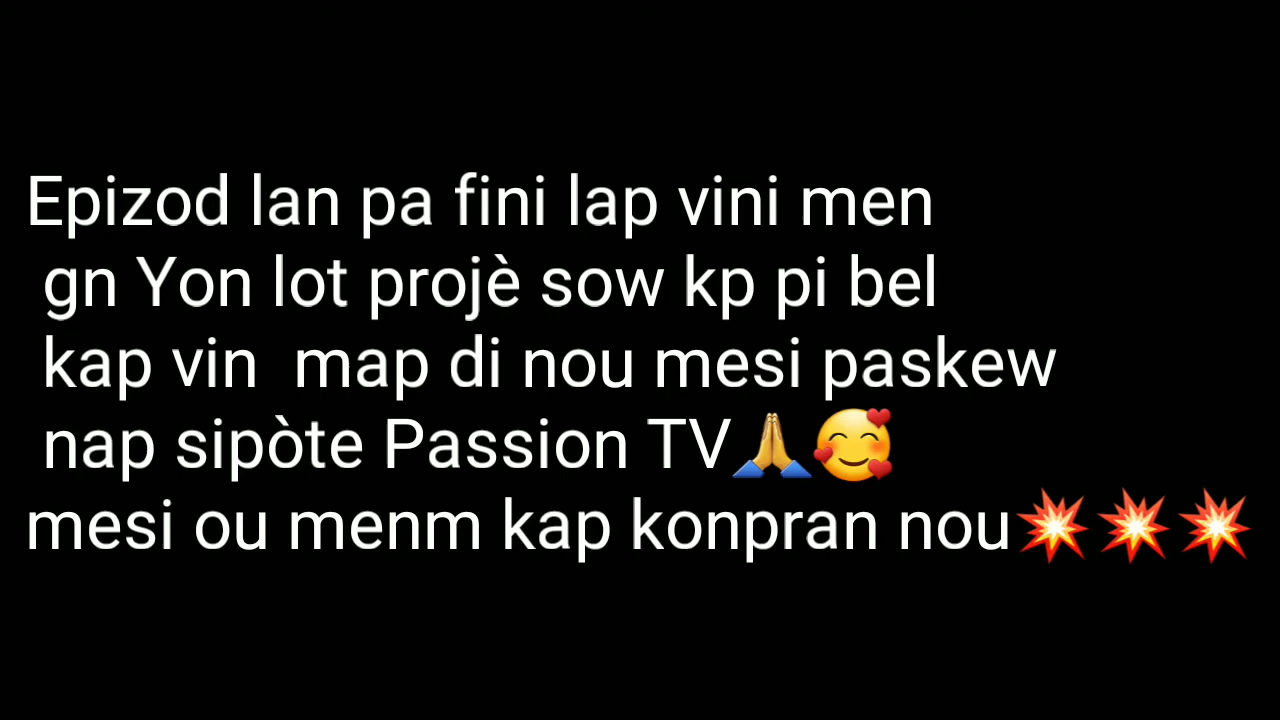 Epizod lan pa fini lap vini men
gn Yon lot projè sow kp pi bel
kap vin  map di nou mesi paskew
nap sipòte Passion TV🙏🥰
mesi ou menm kap konpran nou💥💥💥